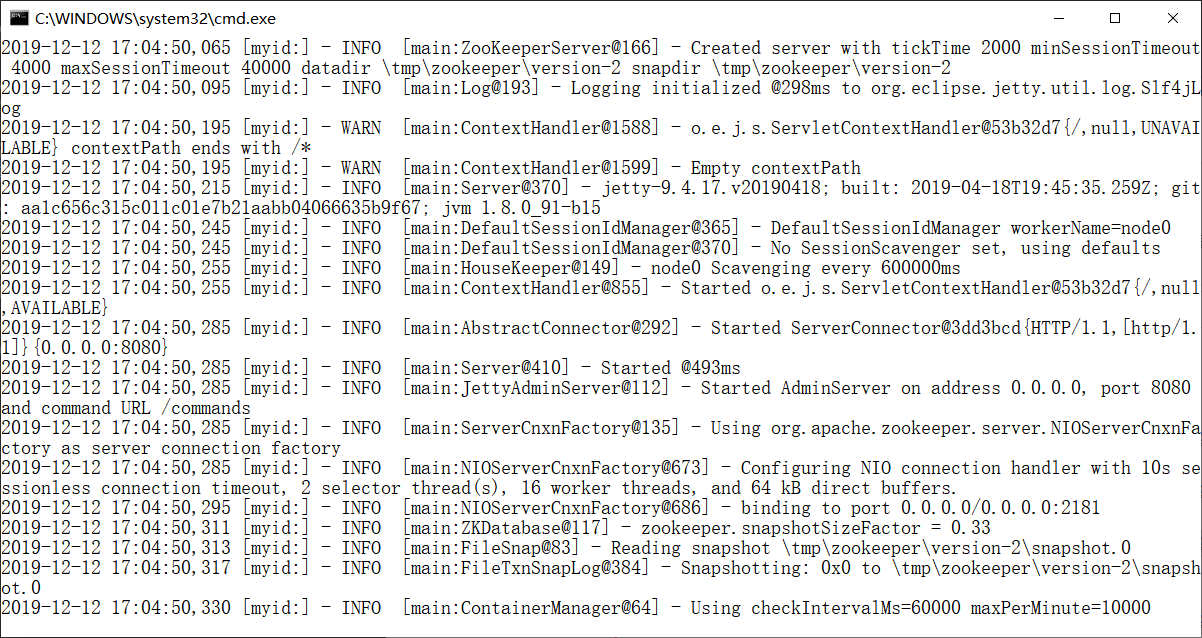 C:\WINDOWS\system32\cmd.exe
2019-12-12 17:04:50,065 [myid:] - INFO  [main:ZooKeeperServer@166] - Created server with tickTime 2000 minSessionTimeout
 4000 maxSessionTimeout 40000 datadir \tmp\zookeeper\version-2 snapdir \tmp\zookeeper\version-2
2019-12-12 17:04:50,095 [myid:] - INFO  [main:Log@193] - Logging initialized @298ms to org.eclipse.jetty.util.log.Slf4jL
og
2019-12-12 17:04:50,195 [myid:] - WARN  [main:ContextHandler@1588] - o.e.j.s.ServletContextHandler@53b32d7{/,null,UNAVAI
LABLE} contextPath ends with /*
2019-12-12 17:04:50,195 [myid:] - WARN  [main:ContextHandler@1599] - Empty contextPath
2019-12-12 17:04:50,215 [myid:] - INFO  [main:Server@370] - jetty-9.4.17.v20190418; built: 2019-04-18T19:45:35.259Z; git
: aa1c656c315c011c01e7b21aabb04066635b9f67; jvm 1.8.0_91-b15
2019-12-12 17:04:50,245 [myid:] - INFO  [main:DefaultSessionIdManager@365] - DefaultSessionIdManager workerName=node0
2019-12-12 17:04:50,245 [myid:] - INFO  [main:DefaultSessionIdManager@370] - No SessionScavenger set, using defaults
2019-12-12 17:04:50,255 [myid:] - INFO  [main:HouseKeeper@149] - node0 Scavenging every 600000ms
2019-12-12 17:04:50,255 [myid:] - INFO  [main:ContextHandler@855] - Started o.e.j.s.ServletContextHandler@53b32d7{/,null
,AVAILABLE}
2019-12-12 17:04:50,285 [myid:] - INFO  [main:AbstractConnector@292] - Started ServerConnector@3dd3bcd{HTTP/1.1,[http/1.
1]}{0.0.0.0:8080}
2019-12-12 17:04:50,285 [myid:] - INFO  [main:Server@410] - Started @493ms
2019-12-12 17:04:50,285 [myid:] - INFO  [main:JettyAdminServer@112] - Started AdminServer on address 0.0.0.0, port 8080
and command URL /commands
2019-12-12 17:04:50,285 [myid:] - INFO  [main:ServerCnxnFactory@135] - Using org.apache.zookeeper.server.NIOServerCnxnFa
ctory as server connection factory
2019-12-12 17:04:50,285 [myid:] - INFO  [main:NIOServerCnxnFactory@673] - Configuring NIO connection handler with 10s se
ssionless connection timeout, 2 selector thread(s), 16 worker threads, and 64 kB direct buffers.
2019-12-12 17:04:50,295 [myid:] - INFO  [main:NIOServerCnxnFactory@686] - binding to port 0.0.0.0/0.0.0.0:2181
2019-12-12 17:04:50,311 [myid:] - INFO  [main:ZKDatabase@117] - zookeeper.snapshotSizeFactor = 0.33
2019-12-12 17:04:50,313 [myid:] - INFO  [main:FileSnap@83] - Reading snapshot \tmp\zookeeper\version-2\snapshot.0
2019-12-12 17:04:50,317 [myid:] - INFO  [main:FileTxnSnapLog@384] - Snapshotting: 0x0 to \tmp\zookeeper\version-2\snapsh
ot.0
2019-12-12 17:04:50,330 [myid:] - INFO  [main:ContainerManager@64] - Using checkIntervalMs=60000 maxPerMinute=10000